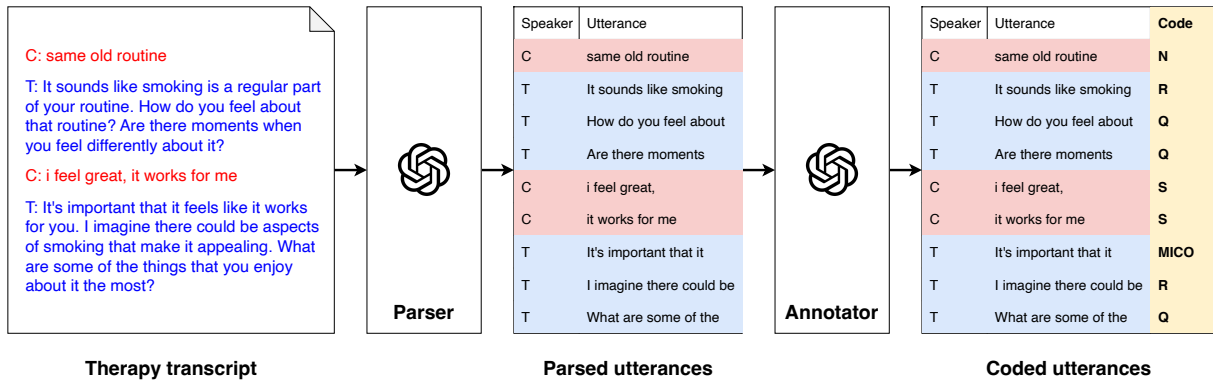 C: same old routine
T: It sounds like smoking is a regular part
of your routine. How do you feel about
that routine? Are there moments when
you feel differently about it?
C: i feel great, it works for me
T: It's important that it feels like it works
for you. I imagine there could be aspects
of smoking that make it appealing. What
are some of the things that you enjoy
about it the most?
Therapy transcript
Parser
Speaker Utterance
C same old routine
T It sounds like smoking
T How do you feel about
T Are there moments
C i feel great,
C it works for me
T It's important that it
T I imagine there could be
T What are some of the
Parsed utterances
Annotator
Speaker Utterance Code
C same old routine N
T It sounds like smoking R
T How do you feel about Q
T Are there moments Q
C i feel great, S
C it works for me S
T It's important that it MICO
T I imagine there could be R
T What are some of the Q
Coded utterances